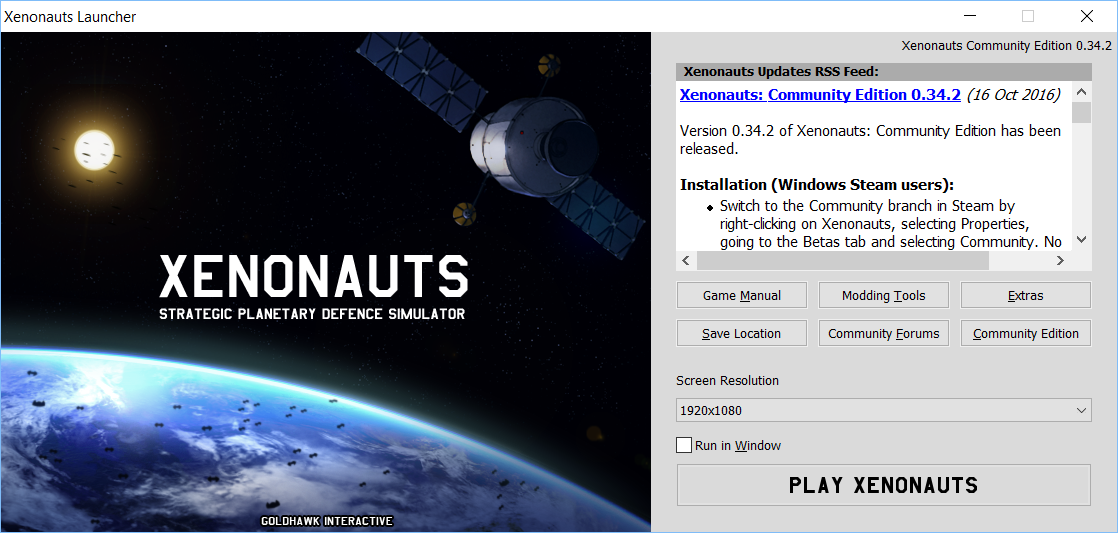 Xenonauts Launcher
Xenonauts Community Edition 0.34.2
Xenonauts Updates RSS Feed:
Xenonauts: Community Edition 0.34.2 (16 Oct 2016)
Version 0.34.2 of Xenonauts: Community Edition has been
released.
Installation (Windows Steam users):
• Switch to the Community branch in Steam by
right-clicking on Xenonauts, selecting Properties,
going to the Betas tab and selecting Community. No
XENONAUTS
STRATEGIC PLANETARY DEFENCE SIMULATOR
GOLDHAWK INTERACTIVE
Game Manual
Modding Tools
Extras
Save Location
Community Forums
Community Edition
Screen Resolution
1920x1080
Run in Window
PLAY XENONAUTS